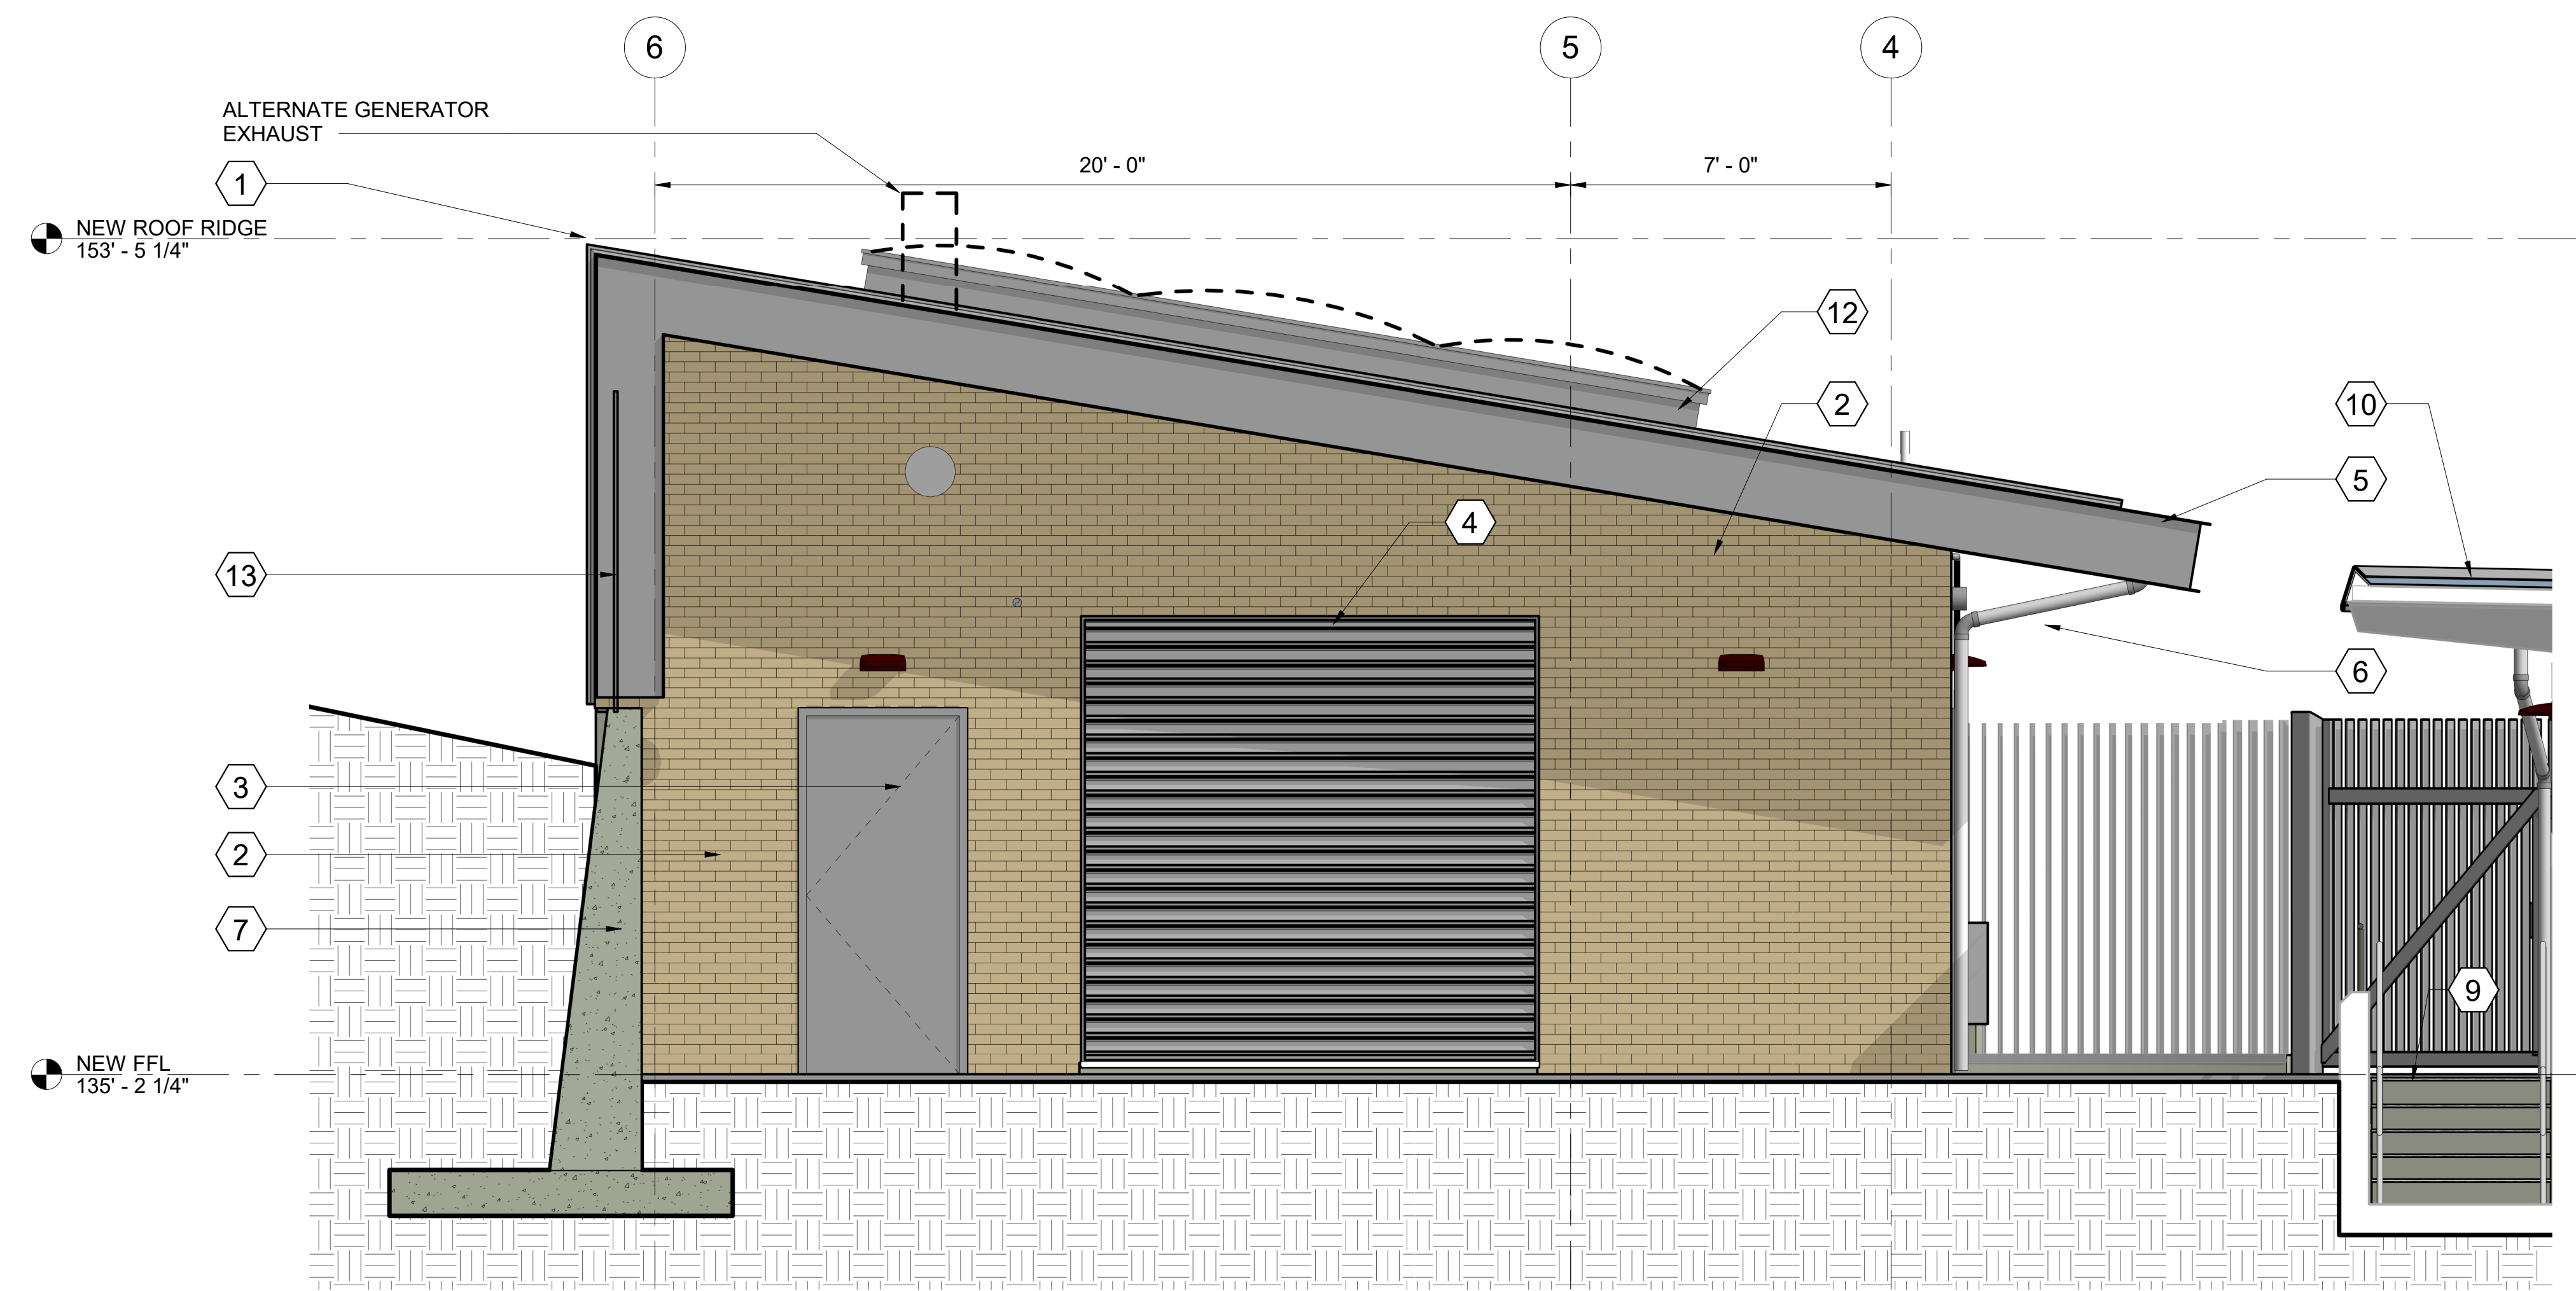 6
5
4
ALTERNATE GENERATOR
EXHAUST
20' - 0"
7' - 0"
1
NEW ROOF RIDGE
153' - 5 1/4"
12
2
10
5
4
13
6
3
2
7
9
NEW FFL
135' - 2 1/4"